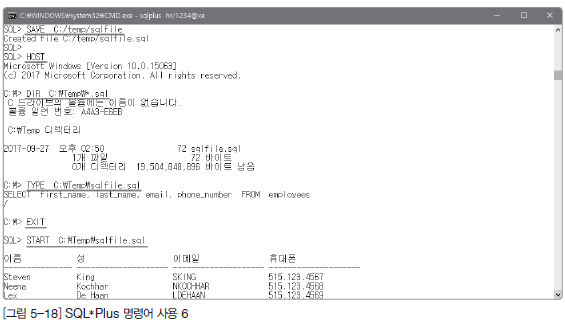 C:₩WINDOWS₩system32₩CMD.exe - sqlplus hr/1234@xe
SQL> SAVE C:/temp/sqlfile
Created file C:/temp/sqlfile.sql
SQL>
SQL> HOST
Microsoft Windows [Version 10.0.15063]
(c) 2017 Microsoft Corporation. All rights reserved.
C:₩> DIR C:₩Temp₩*.sql
C 드라이브의 볼륨에는 이름이 없습니다.
볼륨 일련 번호: A4A3-E6EB
C:₩Temp 디렉터리
2017-09-27 오후 02:50 72 sqlfile.sql
1개 파일 72 바이트
0개 디렉터리 19,504,848,896 바이트 남음
C:₩> TYPE C:₩Temp₩sqlfile.sql
SELECT first_name, last_name, email, phone_number FROM employees
/
C:₩> EXIT
SQL> START C:₩Temp₩sqlfile.sql
이름 성 이메일 휴대폰
Steven King SKING 515.123.4567
Neena Kochhar NKOCHHAR 515.123.4568
Lex De Haan LDEHAAN 515.123.4569
[그림 5-18] SQL*Plus 명령어 사용 6